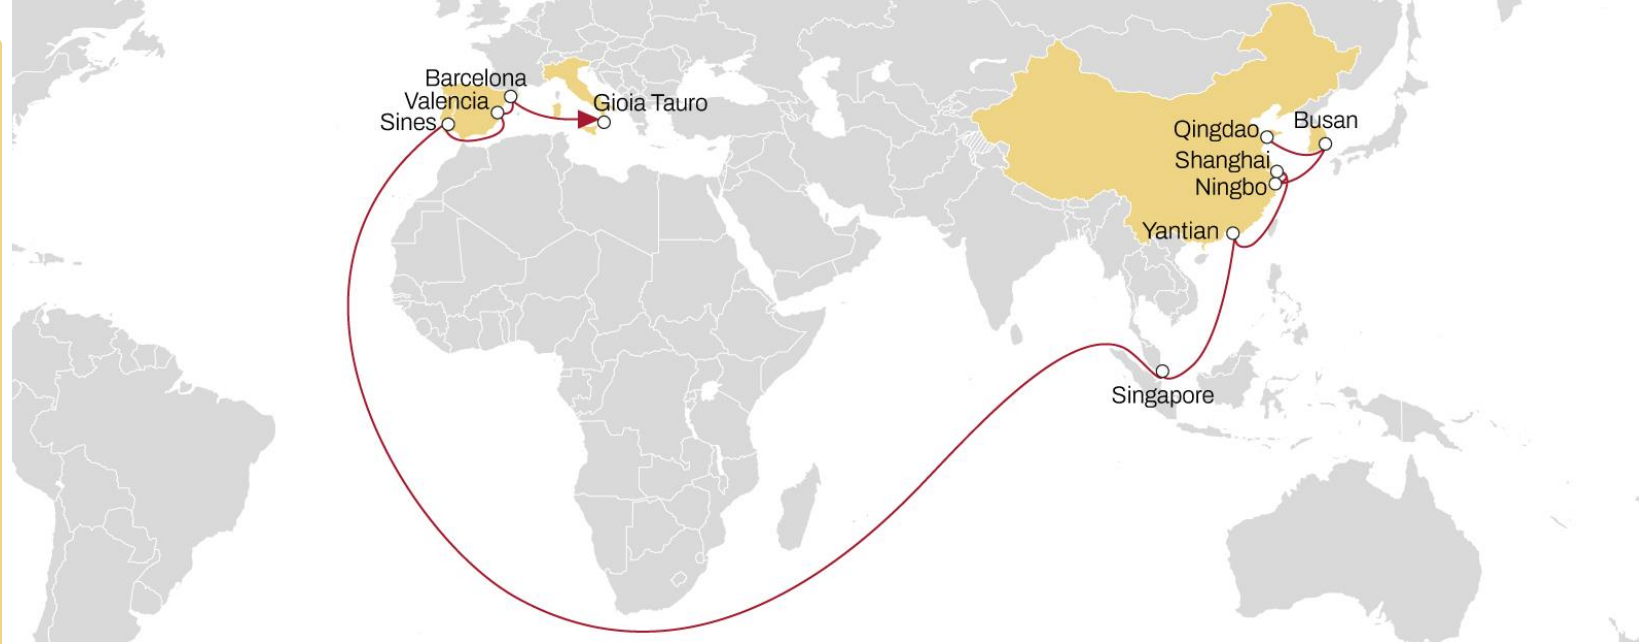 Barcelona
Valencia
Gioia Tauro
Sines
Busan
Qingdao
Shanghai
Ningbo
Yantian
Singapore